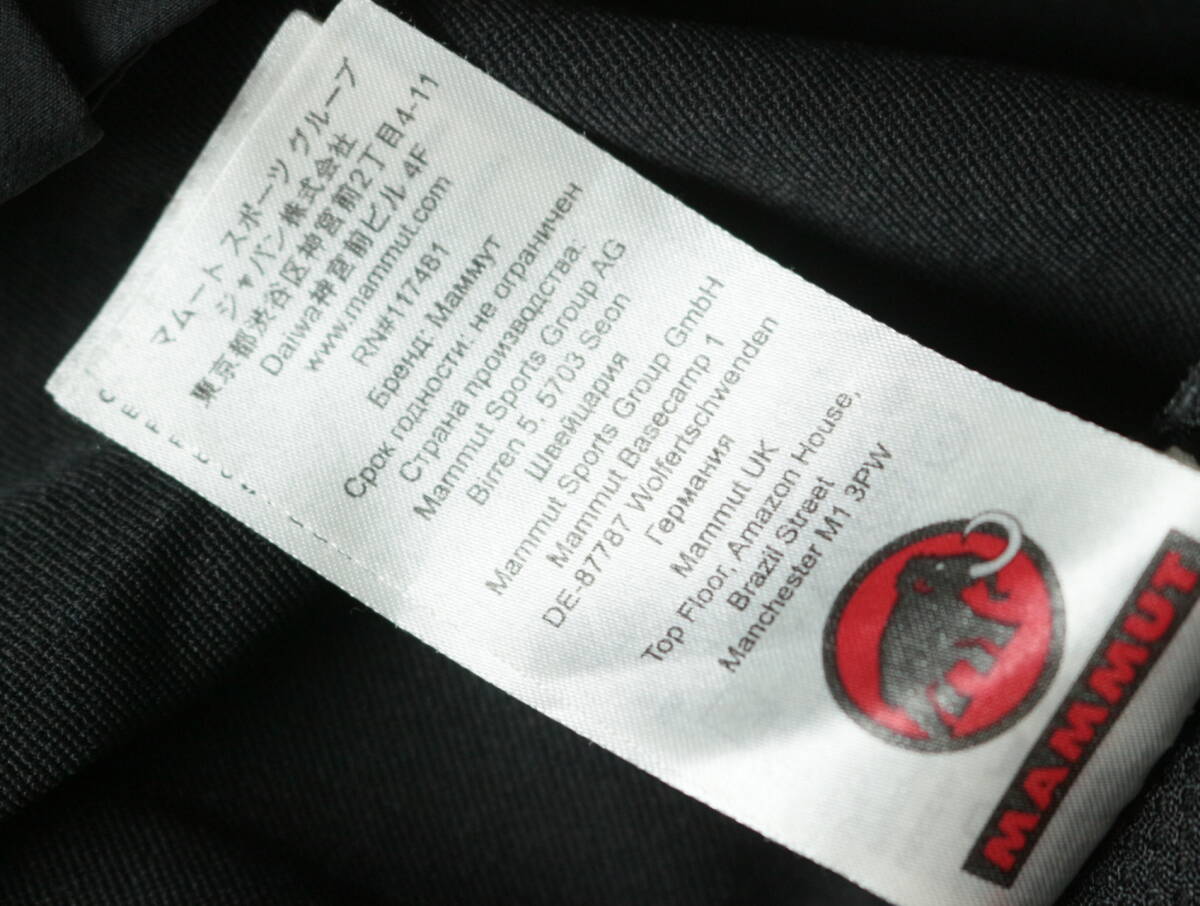 マムート スポーツ グループ
ジャパン株式会社
東京都渋谷区神宮前2丁目4-11
Daiwa神宮前ビル 4F
www.mammut.com
RN#117481
Бренд: Маммут
Срок годности: не ограничен
Страна производства:
Mammut Sports Group AG
Birren 5, 5703 Seon
Швейцария
Mammut Sports Group GmbH
Mammut Basecamp 1
DE-87787 Wolfertschwenden
Германия
Mammut UK
Top Floor, Amazon House,
Brazil Street
Manchester M1 3PW
MAMMUT